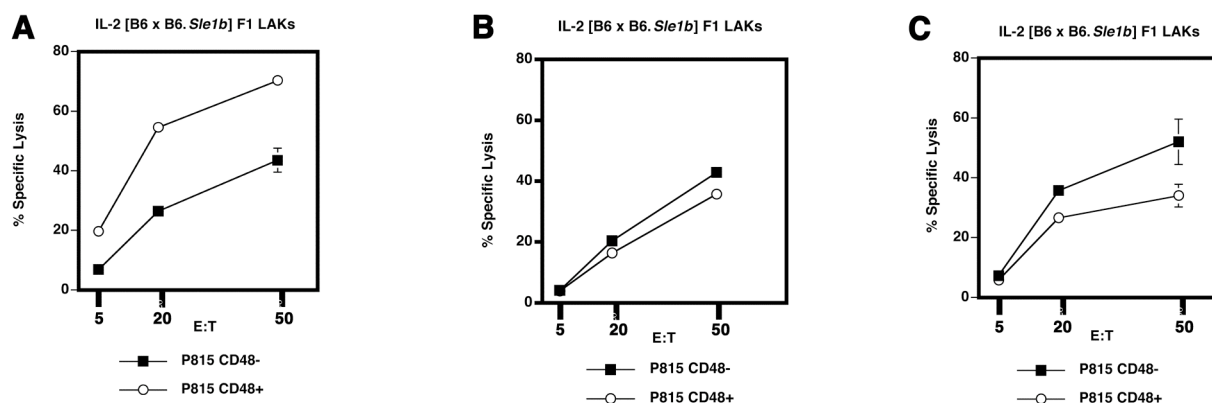 A
IL-2 [B6 x B6.Sle1b] F1 LAKs
% Specific Lysis
80
60
40
20
0
5 20 50
E:T
P815 CD48-
P815 CD48+
B
IL-2 [B6 x B6.Sle1b] F1 LAKs
% Specific Lysis
80
60
40
20
0
5 20 50
E:T
P815 CD48-
P815 CD48+
C
IL-2 [B6 x B6.Sle1b] F1 LAKs
% Specific Lysis
80
60
40
20
0
5 20 50
E:T
P815 CD48-
P815 CD48+